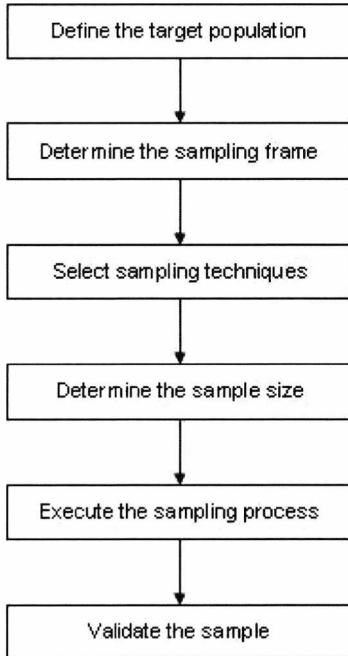 Define the target population
Determine the sampling frame
Select sampling techniques
Determine the sample size
Execute the sampling process
Validate the sample